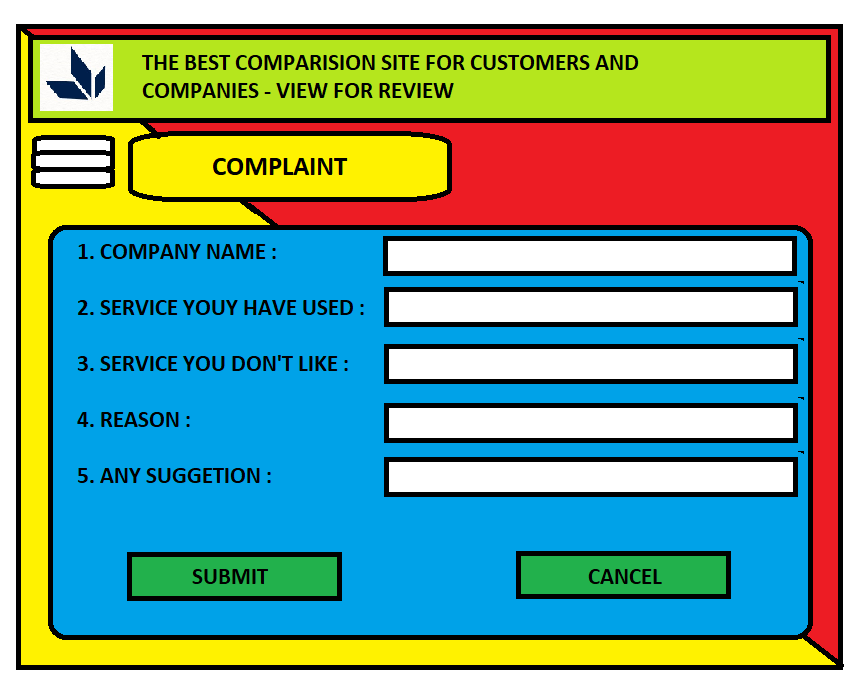 THE BEST COMPARISION SITE FOR CUSTOMERS AND
COMPANIES - VIEW FOR REVIEW
COMPLAINT
1. COMPANY NAME :
2. SERVICE YOUY HAVE USED :
3. SERVICE YOU DON'T LIKE :
4. REASON :
5. ANY SUGGETION :
SUBMIT
CANCEL